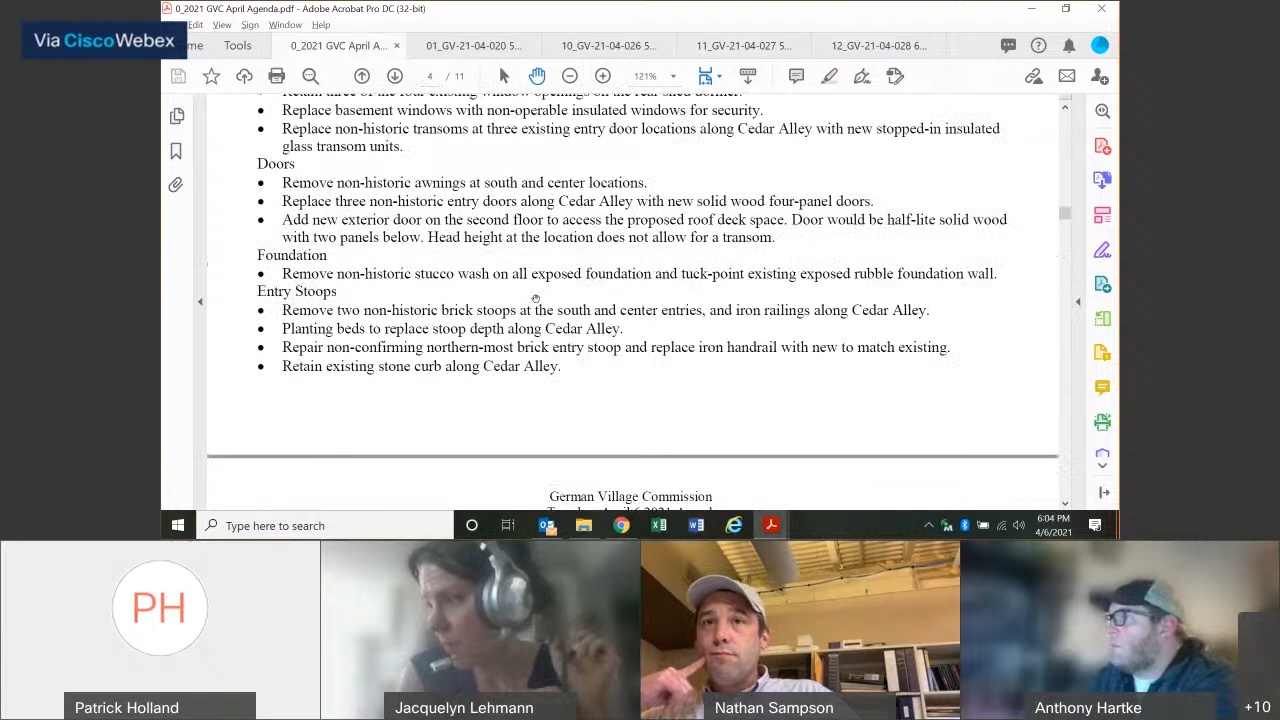 0_2021 GVC April Agenda.pdf - Adobe Acrobat Pro DC (32-bit)
Via CiscoWebex
View Sign Window Help
Tools
0_2021 GVC April A... ×
01_GV-21-04-020 5...
10_GV-21-04-026 5...
11_GV-21-04-027 5...
12_GV-21-04-028 6...
4 / 11
121%
• Replace basement windows with non-operable insulated windows for security.
• Replace non-historic transoms at three existing entry door locations along Cedar Alley with new stopped-in insulated
glass transom units.
Doors
• Remove non-historic awnings at south and center locations.
• Replace three non-historic entry doors along Cedar Alley with new solid wood four-panel doors.
• Add new exterior door on the second floor to access the proposed roof deck space. Door would be half-lite solid wood
with two panels below. Head height at the location does not allow for a transom.
Foundation
• Remove non-historic stucco wash on all exposed foundation and tuck-point existing exposed rubble foundation wall.
Entry Stoops
• Remove two non-historic brick stoops at the south and center entries, and iron railings along Cedar Alley.
• Planting beds to replace stoop depth along Cedar Alley.
• Repair non-confirming northern-most brick entry stoop and replace iron handrail with new to match existing.
• Retain existing stone curb along Cedar Alley.
German Village Commission
Type here to search
6:04 PM
4/6/2021
PH
Patrick Holland
Jacquelyn Lehmann
Nathan Sampson
Anthony Hartke
+10